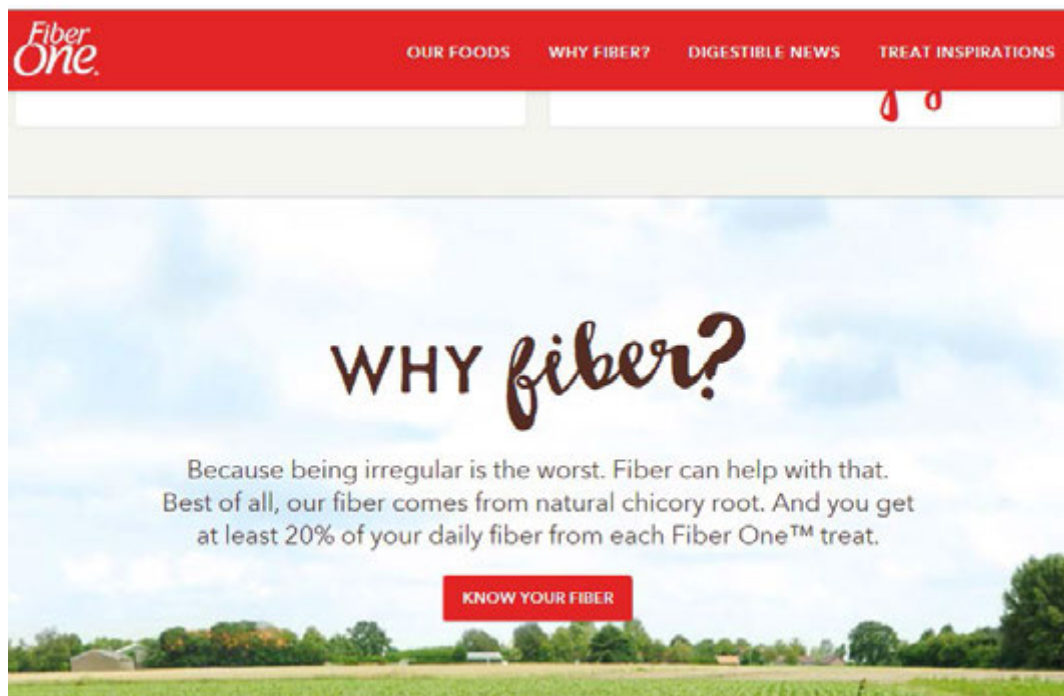 Fiber
One.
OUR FOODS WHY FIBER? DIGESTIBLE NEWS TREAT INSPIRATIONS
WHY fiber?
Because being irregular is the worst. Fiber can help with that.
Best of all, our fiber comes from natural chicory root. And you get
at least 20% of your daily fiber from each Fiber One™ treat.
KNOW YOUR FIBER